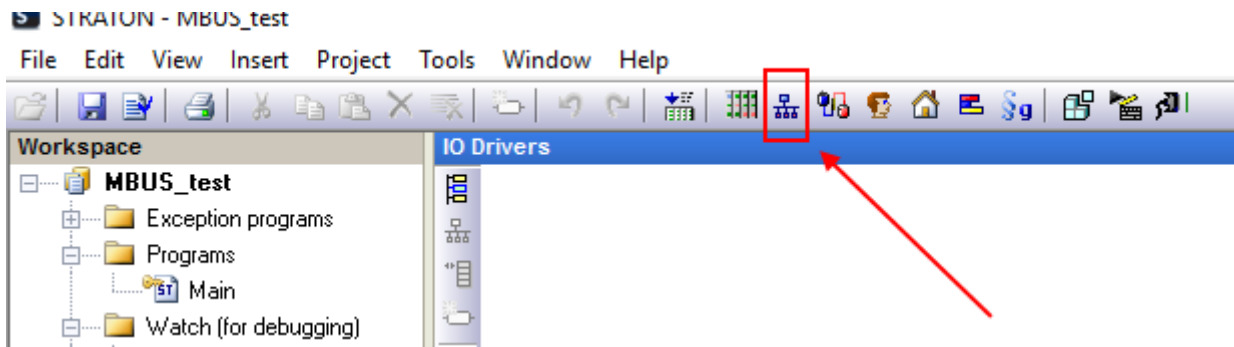 S STRATON - MBUS_test
File Edit View Insert Project Tools Window Help
§g
Workspace
IO Drivers
MBUS_test
Exception programs
Programs
ST Main
Watch (for debugging)